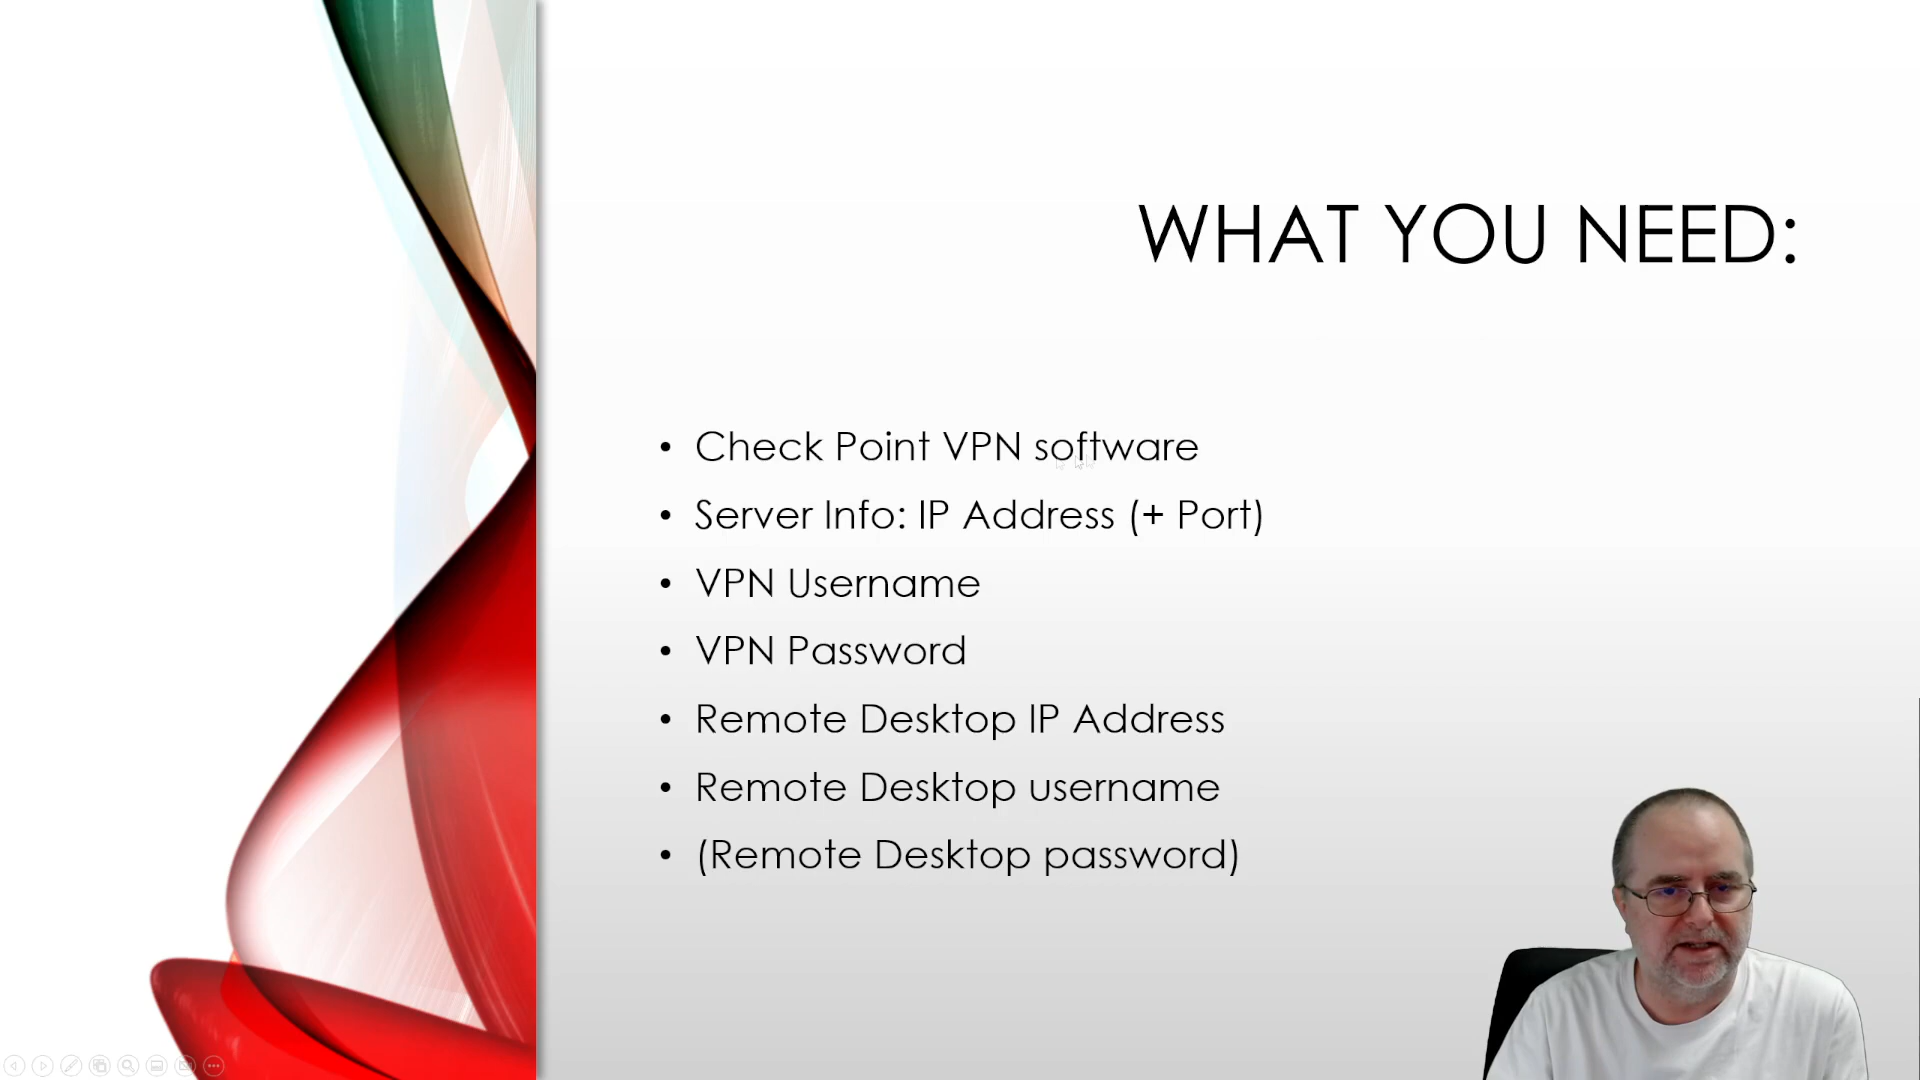 WHAT YOU NEED:
• Check Point VPN software
• Server Info: IP Address (+ Port)
• VPN Username
• VPN Password
• Remote Desktop IP Address
• Remote Desktop username
• (Remote Desktop password)